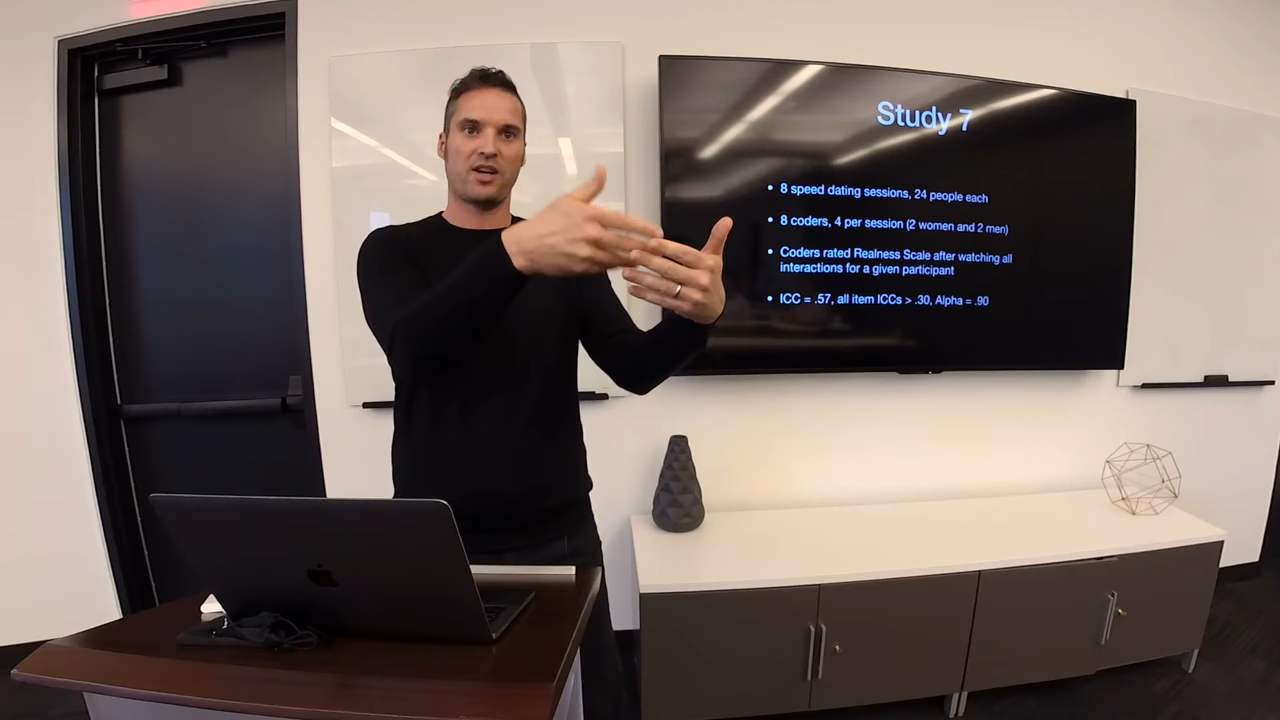 Study 7
• 8 speed dating sessions, 24 people each
• 8 coders, 4 per session (2 women and 2 men)
• Coders rated Realness Scale after watching all
interactions for a given participant
• ICC = .57, all item ICCs > .30, Alpha = .90